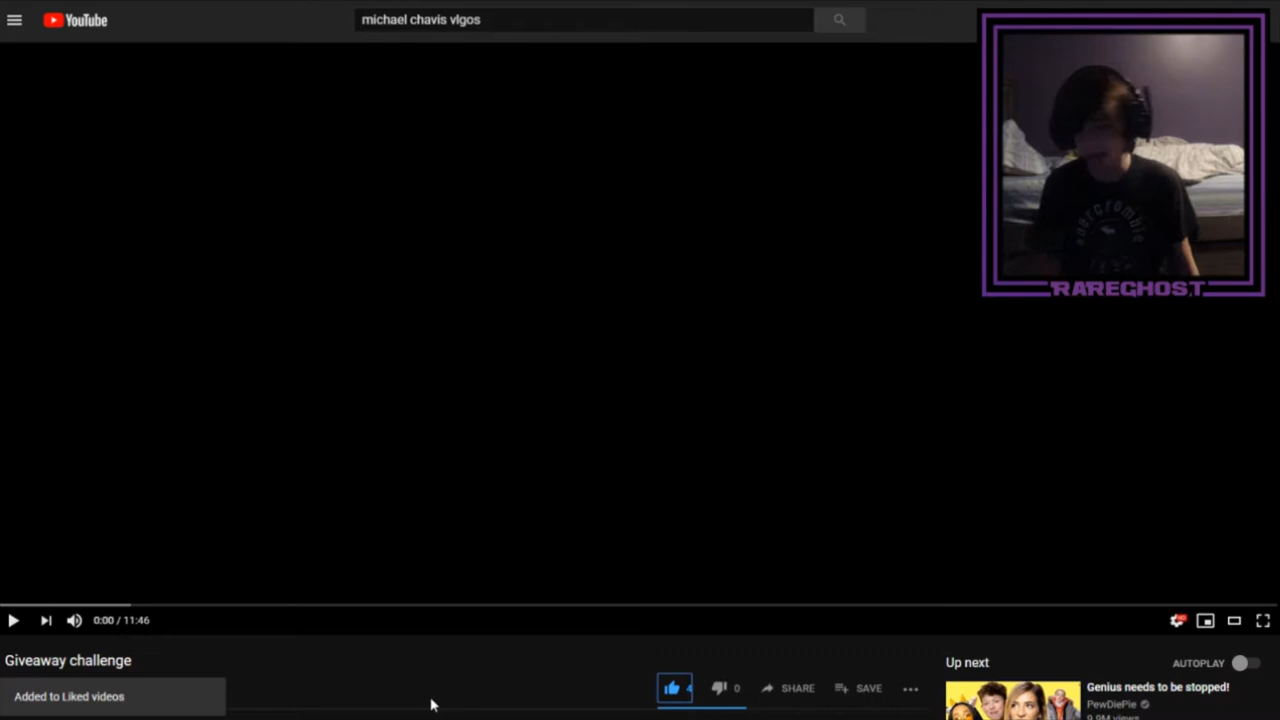 YouTube
michael chavis vlgos
RAREGHOST
0:00 / 11:46
Giveaway challenge
Added to Liked videos
4
0
SHARE
SAVE
Up next
AUTOPLAY
Genius needs to be stopped!
PewDiePie